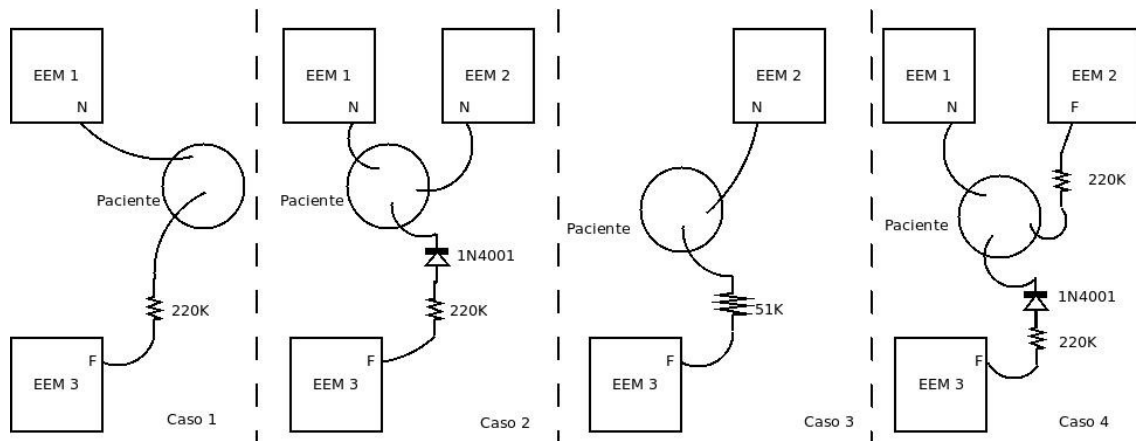 EEM 1
N
Paciente
220K
F
EEM 3
Caso 1
EEM 1
N
EEM 2
N
Paciente
1N4001
220K
F
EEM 3
Caso 2
EEM 2
N
Paciente
51K
F
EEM 3
Caso 3
EEM 1
N
EEM 2
F
220K
Paciente
1N4001
220K
F
EEM 3
Caso 4